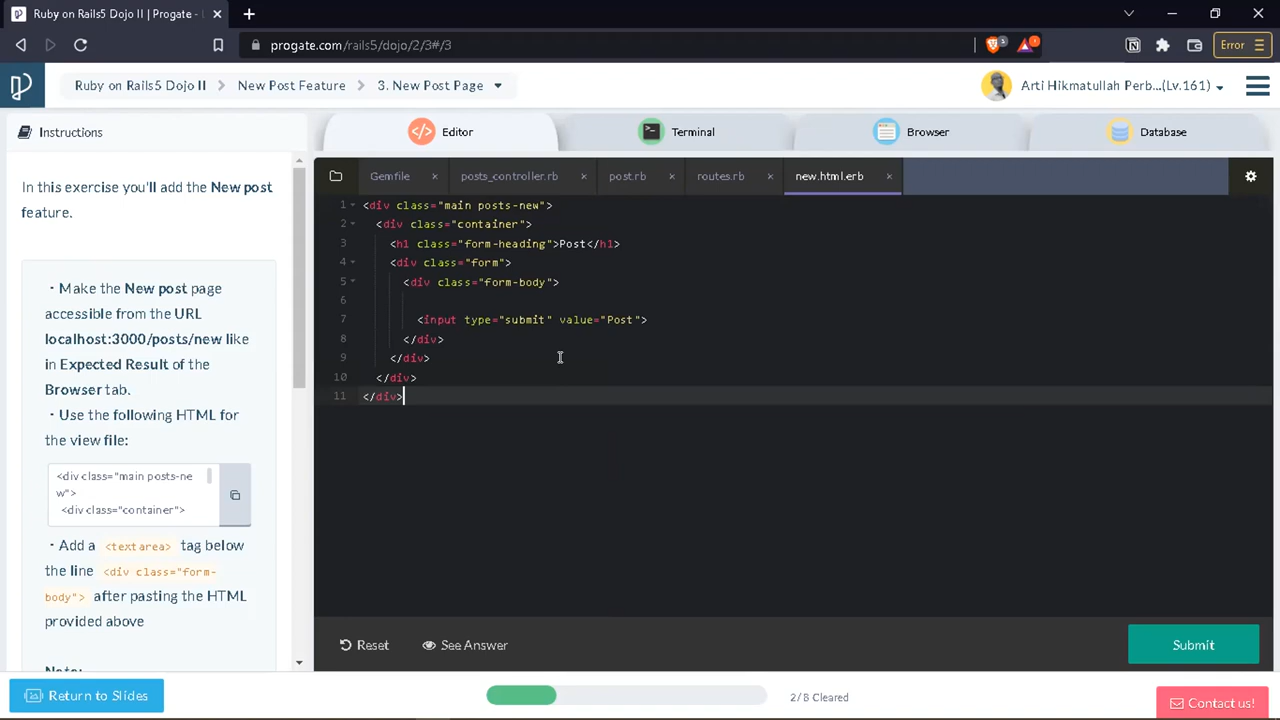 Ruby on Rails5 Dojo II | Progate -
progate.com/rails5/dojo/2/3#/3
Error
Ruby on Rails5 Dojo II
New Post Feature
3. New Post Page
Arti Hikmatullah Perb...(Lv.161)
Instructions
Editor
Terminal
Browser
Database
In this exercise you'll add the New post
feature.
・Make the New post page
accessible from the URL
localhost:3000/posts/new like
in Expected Result of the
Browser tab.
・Use the following HTML for
the view file:
<div class="main posts-ne
w">
<div class="container">
・Add a <textarea> tag below
the line <div class="form-
body"> after pasting the HTML
provided above
Gemfile
posts_controller.rb
post.rb
routes.rb
new.html.erb
1 <div class="main posts-new">
2 <div class="container">
3 <h1 class="form-heading">Post</h1>
4 <div class="form">
5 <div class="form-body">
6
7 <input type="submit" value="Post">
8 </div>
9 </div>
10 </div>
11 </div>
Reset
See Answer
Submit
Return to Slides
2/8 Cleared
Contact us!